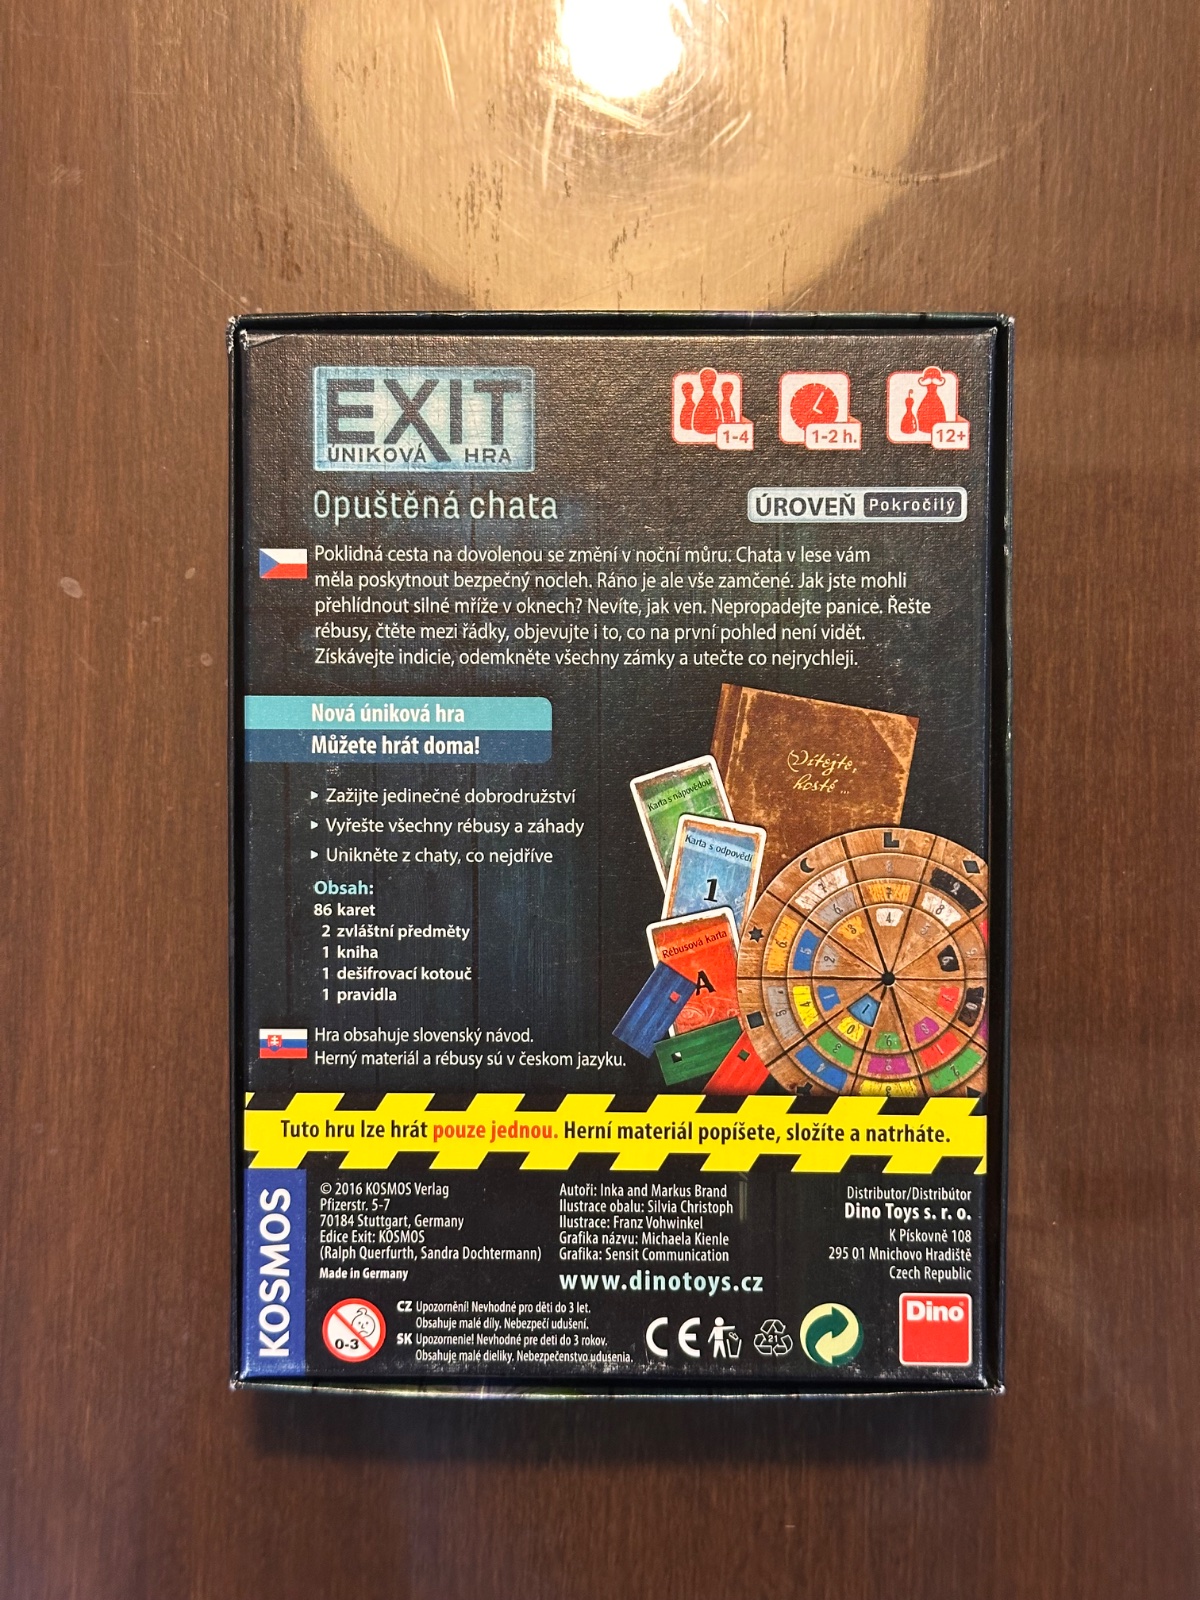 EXIT
ÚNIKOVÁ HRA
1-4
1-2 h.
12+
Opuštěná chata
ÚROVEŇ Pokročilý
Poklidná cesta na dovolenou se změní v noční můru. Chata v lese vám
měla poskytnout bezpečný nocleh. Ráno je ale vše zamčené. Jak jste mohli
přehlídnout silné mříže v oknech? Nevíte, jak ven. Nepropadejte panice. Řešte
rébusy, čtěte mezi řádky, objevujte i to, co na první pohled není vidět.
Získávejte indicie, odemkněte všechny zámky a utečte co nejrychleji.
Nová úniková hra
Můžete hrát doma!
Zažijte jedinečné dobrodružství
Vyřešte všechny rébusy a záhady
Unikněte z chaty, co nejdříve
Obsah:
86 karet
2 zvláštní předměty
1 kniha
1 dešifrovací kotouč
1 pravidla
Vítejte,
hosté ...
Karta s nápovědou
Karta s odpovědí
1
Rébusová karta
A
Hra obsahuje slovenský návod.
Herný materiál a rébusy sú v českom jazyku.
Tuto hru lze hrát pouze jednou. Herní materiál popíšete, složíte a natrháte.
KOSMOS
© 2016 KOSMOS Verlag
Pfizerstr. 5-7
70184 Stuttgart, Germany
Edice Exit: KOSMOS
(Ralph Querfurth, Sandra Dochtermann)
Made in Germany
Autoři: Inka and Markus Brand
Ilustrace obalu: Silvia Christoph
Ilustrace: Franz Vohwinkel
Grafika názvu: Michaela Kienle
Grafika: Sensit Communication
www.dinotoys.cz
Distributor/Distribútor
Dino Toys s. r. o.
K Pískovně 108
295 01 Mnichovo Hradiště
Czech Republic
0-3
CZ Upozornění! Nevhodné pro děti do 3 let.
Obsahuje malé díly. Nebezpečí udušení.
SK Upozornenie! Nevhodné pre deti do 3 rokov.
Obsahuje malé dieliky. Nebezpečenstvo udusenia.
CE
21
Dino